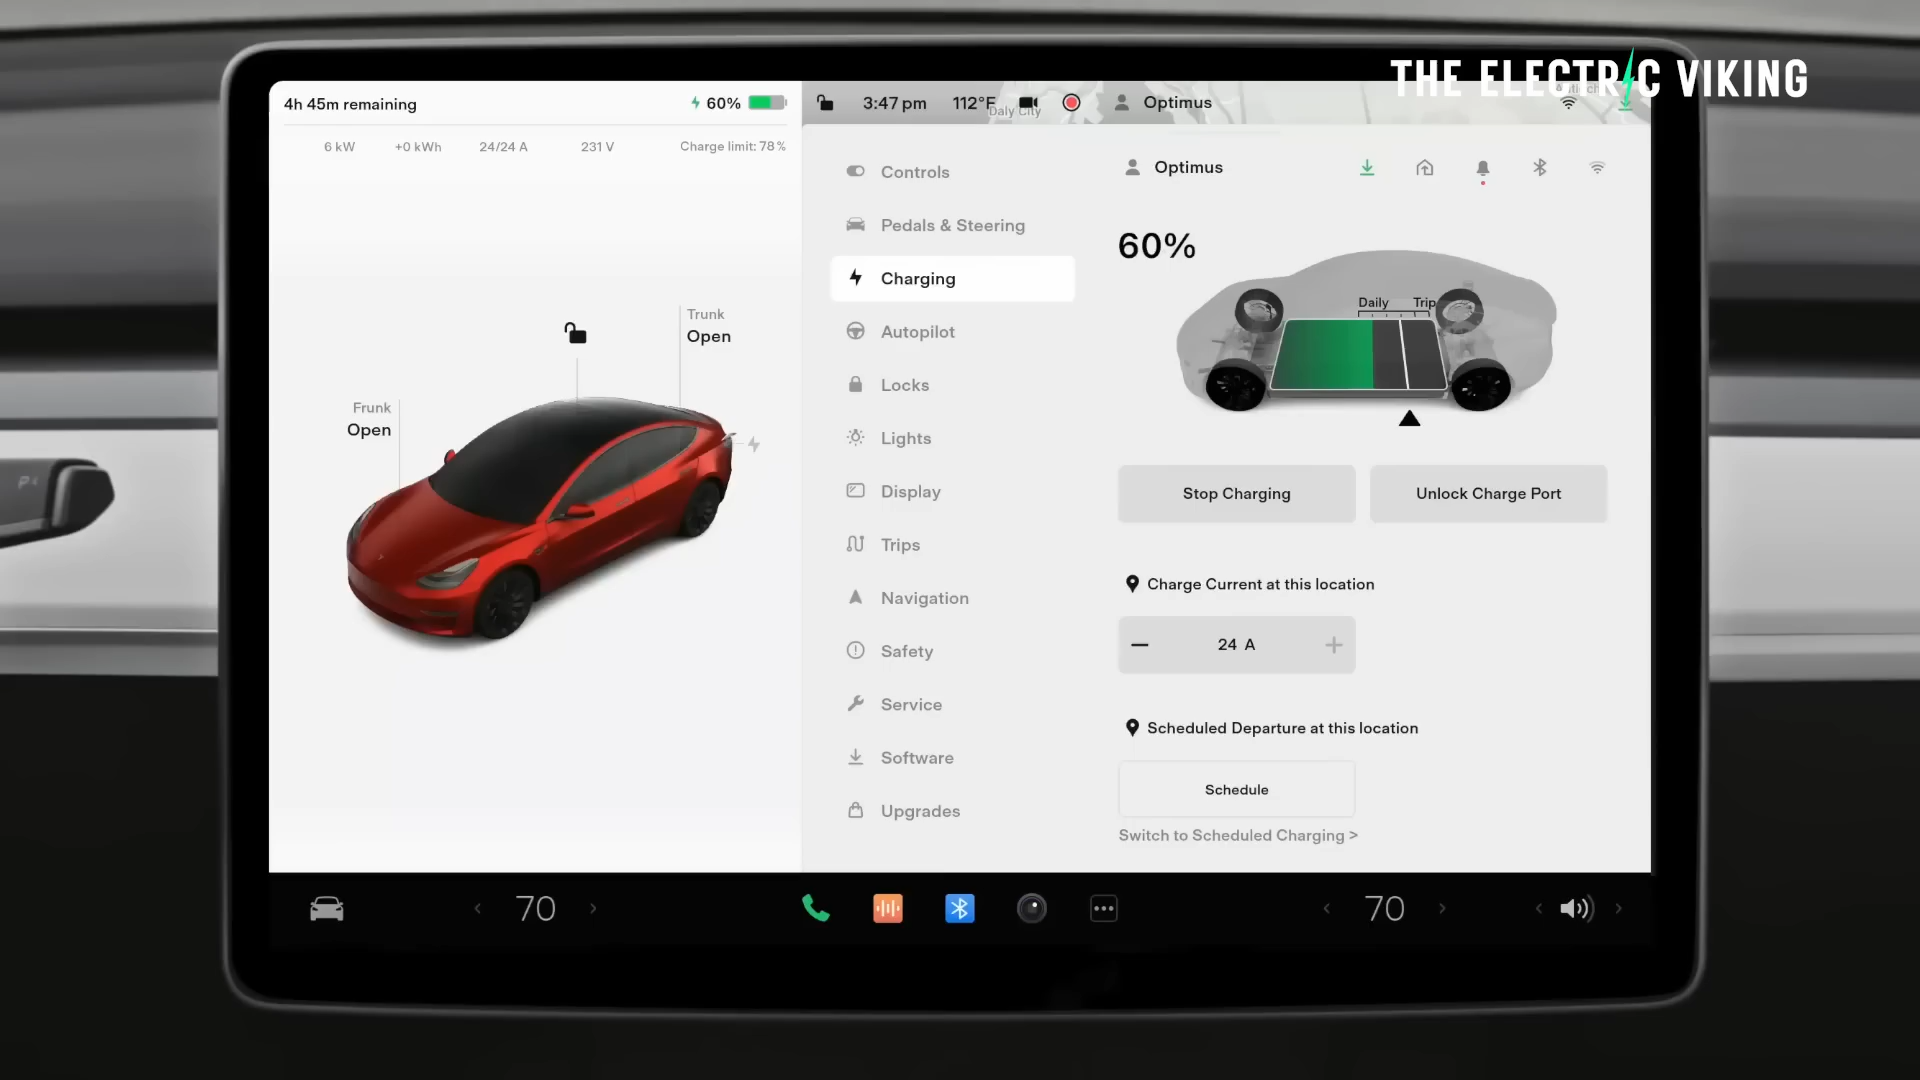 THE ELECTRIC VIKING
4h 45m remaining
60%
6 kW
+0 kWh
24/24 A
231 V
Charge limit: 78%
Trunk
Open
Frunk
Open
3:47 pm
112°F
Daly City
Optimus
Controls
Pedals & Steering
Charging
Autopilot
Locks
Lights
Display
Trips
Navigation
Safety
Service
Software
Upgrades
Optimus
60%
Daily
Trip
Stop Charging
Unlock Charge Port
Charge Current at this location
24 A
Scheduled Departure at this location
Schedule
Switch to Scheduled Charging >
70
70